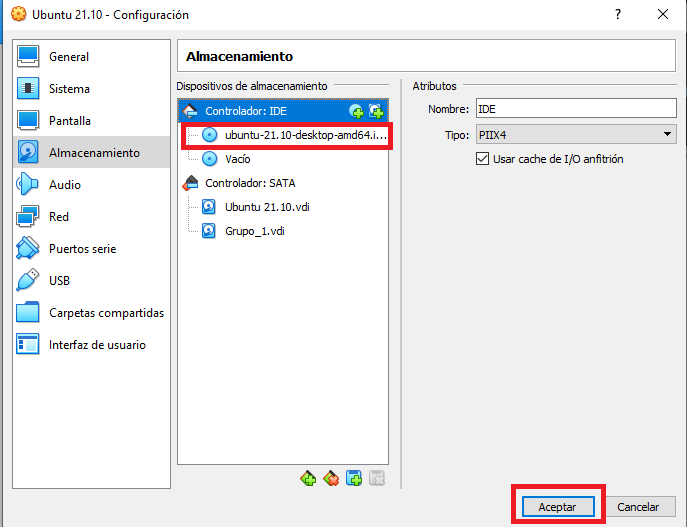 Ubuntu 21.10 - Configuración
?
General
Sistema
Pantalla
Almacenamiento
Audio
Red
Puertos serie
USB
Carpetas compartidas
Interfaz de usuario
Almacenamiento
Dispositivos de almacenamiento
Controlador: IDE
ubuntu-21.10-desktop-amd64.i...
Vacío
Controlador: SATA
Ubuntu 21.10.vdi
Grupo_1.vdi
Atributos
Nombre: IDE
Tipo: PIIX4
Usar cache de I/O anfitrión
Aceptar
Cancelar